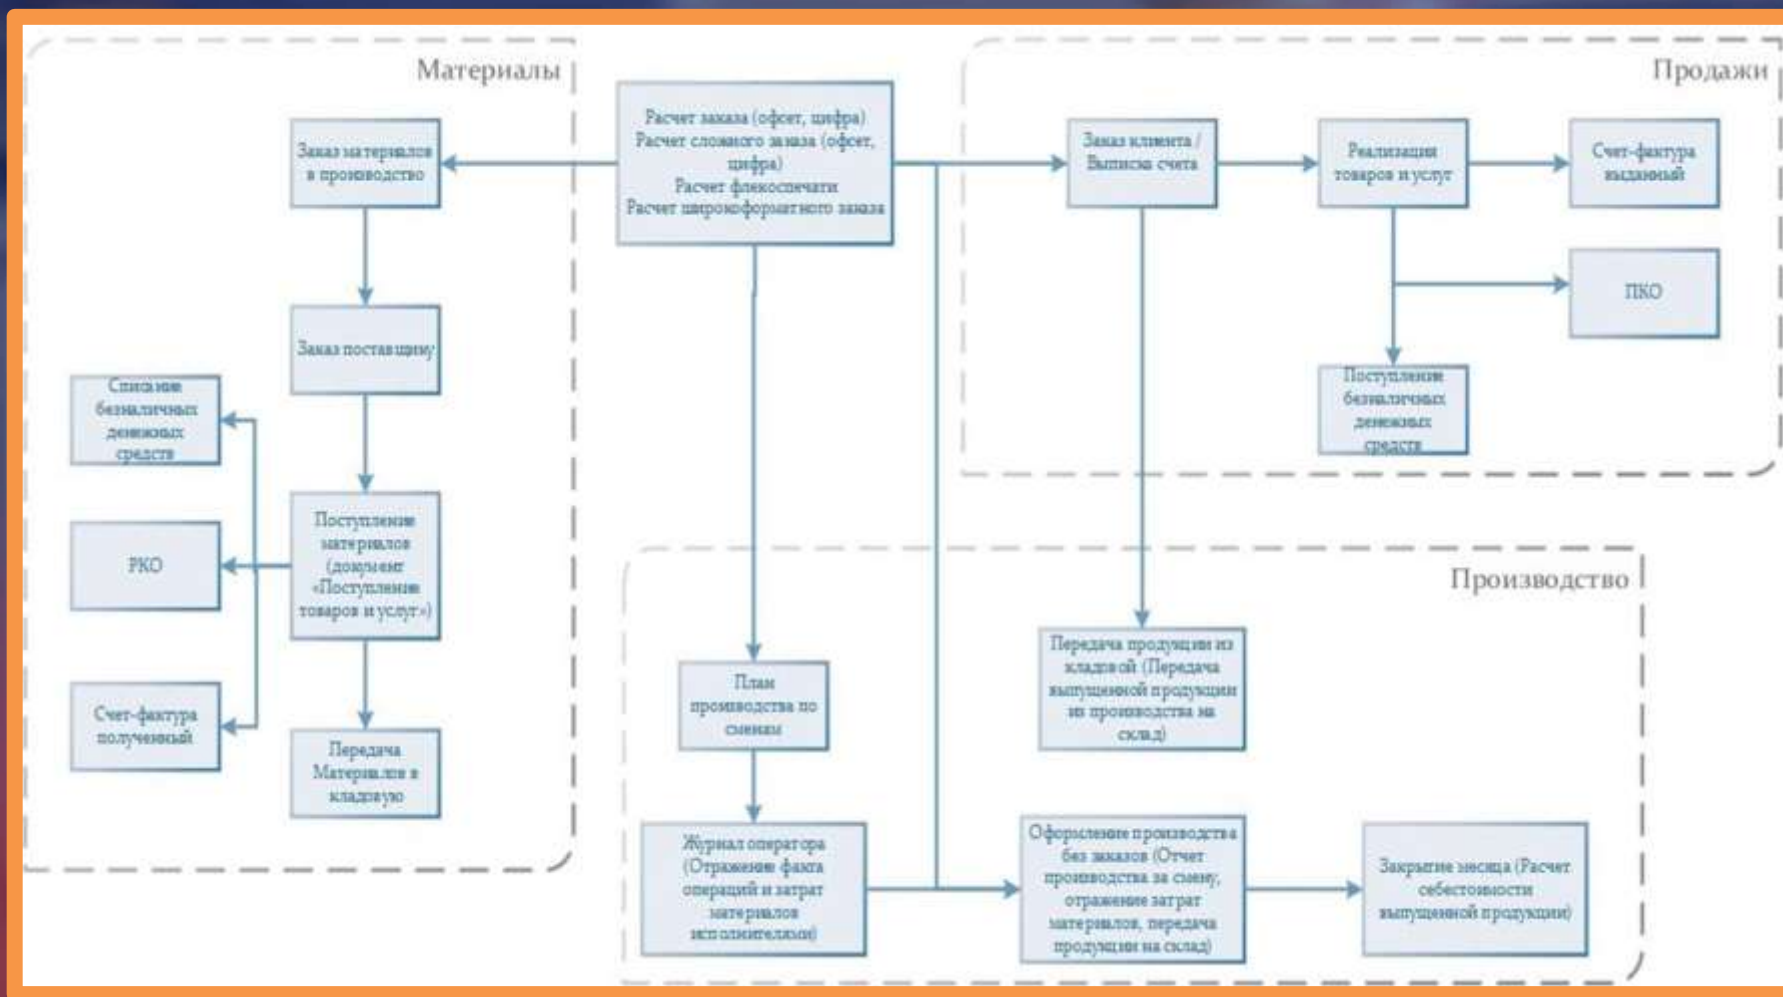 Материалы
Заказ материалов
в производство
Заказ поставщику
Списание
безналичных
денежных
средств
РКО
Счет-фактура
полученный
Поступление
материалов
(документ
«Поступление
товаров и услуг»)
Передача
Материалов в
кладовую
Расчет заказа (офсет, цифра)
Расчет сложного заказа (офсет,
цифра)
Расчет флекоспечати
Расчет широкоформатного заказа
Продажи
Заказ клиента /
Выписка счета
Реализация
товаров и услуг
Счет-фактура
выданный
ПКО
Поступление
безналичных
денежных
средств
Производство
План
производства по
сменам
Передача продукции из
кладовой (Передача
выпущенной продукции
из производства на
склад)
Журнал оператора
(Отражение факта
операций и затрат
материалов
исполнителями)
Оформление производства
без заказов (Отчет
производства за смену,
отражение затрат
материалов, передача
продукции на склад)
Закрытие месяца (Расчет
себестоимости
выпущенной продукции)